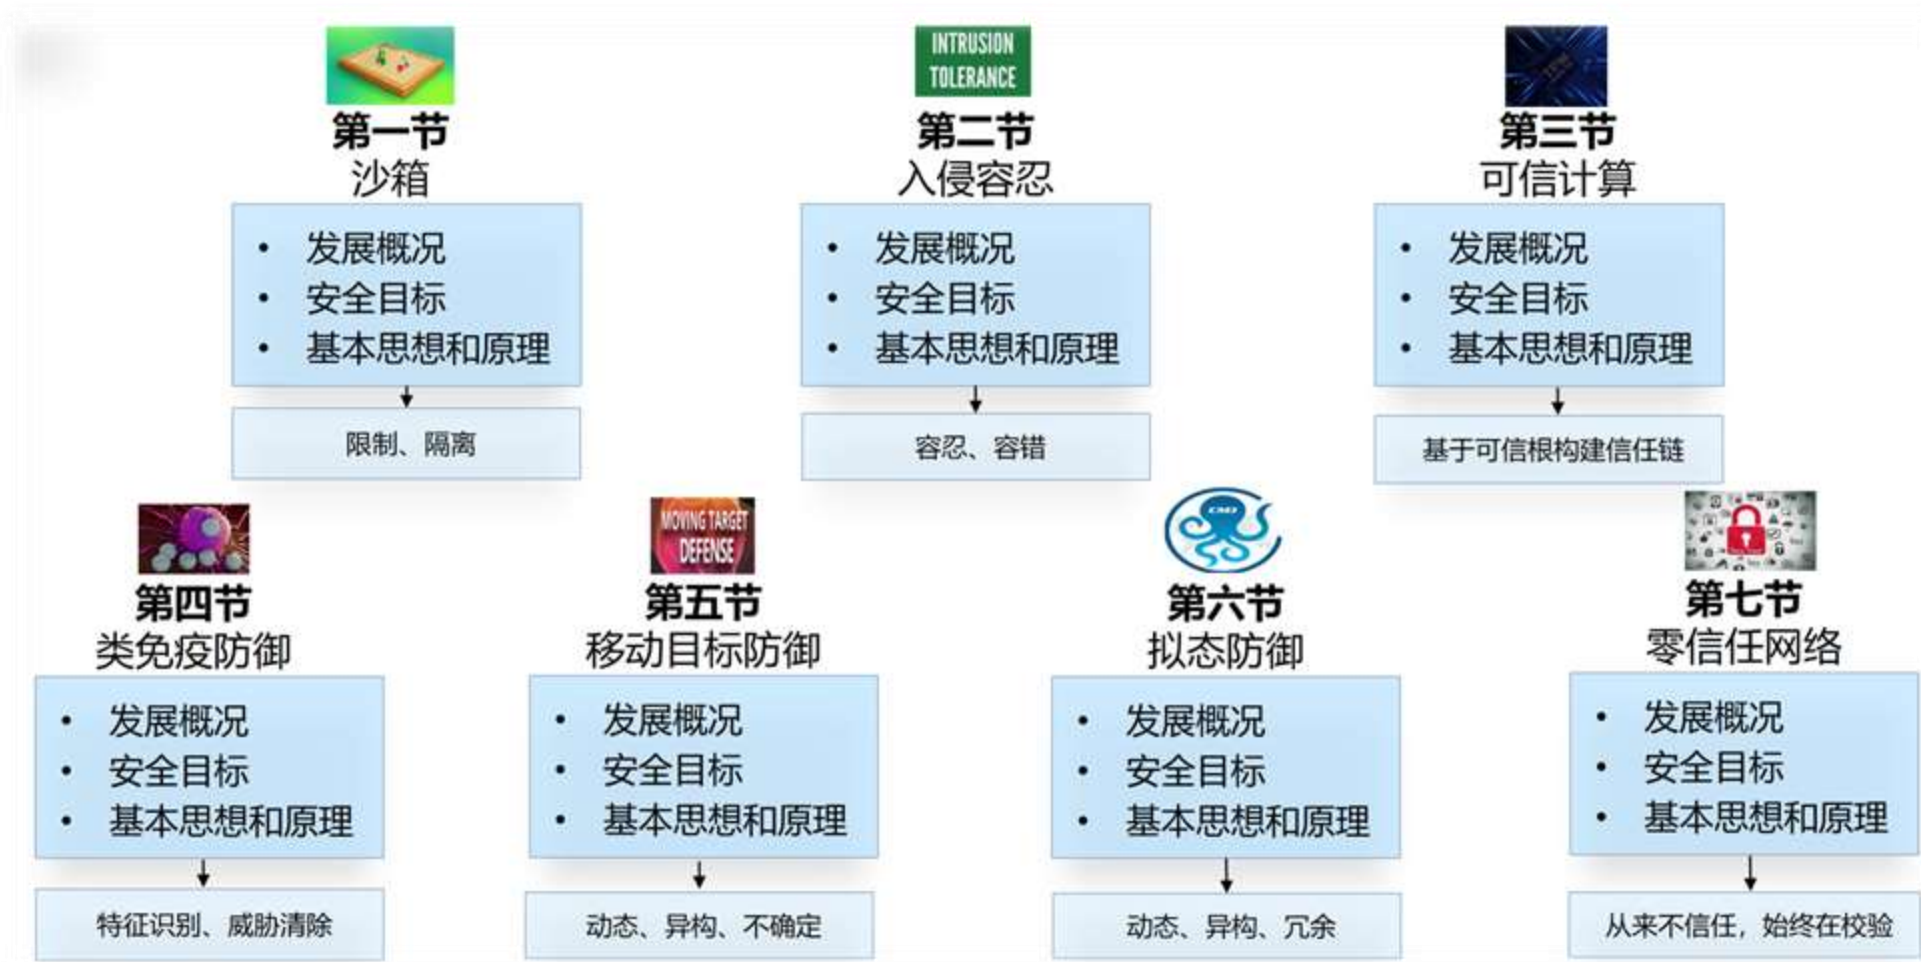 INTRUSION
TOLERANCE
第一节
沙箱
• 发展概况
• 安全目标
• 基本思想和原理
限制、隔离
第二节
入侵容忍
• 发展概况
• 安全目标
• 基本思想和原理
容忍、容错
第三节
可信计算
• 发展概况
• 安全目标
• 基本思想和原理
基于可信根构建信任链
第四节
类免疫防御
• 发展概况
• 安全目标
• 基本思想和原理
特征识别、威胁清除
MOVING TARGET
DEFENSE
第五节
移动目标防御
• 发展概况
• 安全目标
• 基本思想和原理
动态、异构、不确定
第六节
拟态防御
• 发展概况
• 安全目标
• 基本思想和原理
动态、异构、冗余
第七节
零信任网络
• 发展概况
• 安全目标
• 基本思想和原理
从来不信任，始终在校验